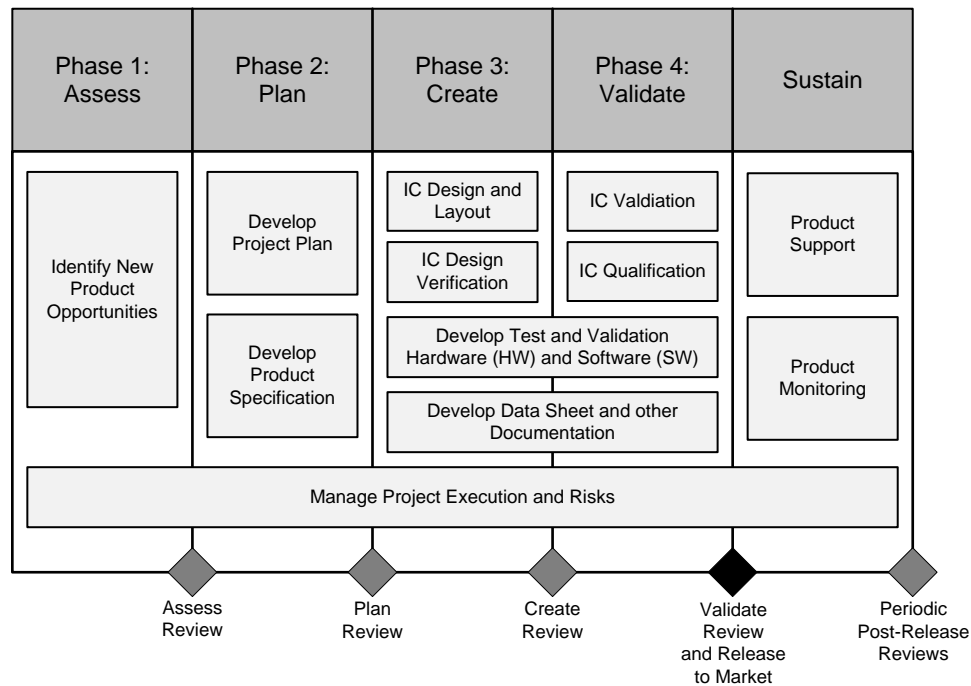 Phase 1:
Assess
Phase 2:
Plan
Phase 3:
Create
Phase 4:
Validate
Sustain
Identify New
Product
Opportunities
Develop
Project Plan
Develop
Product
Specification
IC Design and
Layout
IC Design
Verification
IC Valdiation
IC Qualification
Develop Test and Validation
Hardware (HW) and Software (SW)
Develop Data Sheet and other
Documentation
Product
Support
Product
Monitoring
Manage Project Execution and Risks
Assess
Review
Plan
Review
Create
Review
Validate
Review
and Release
to Market
Periodic
Post-Release
Reviews